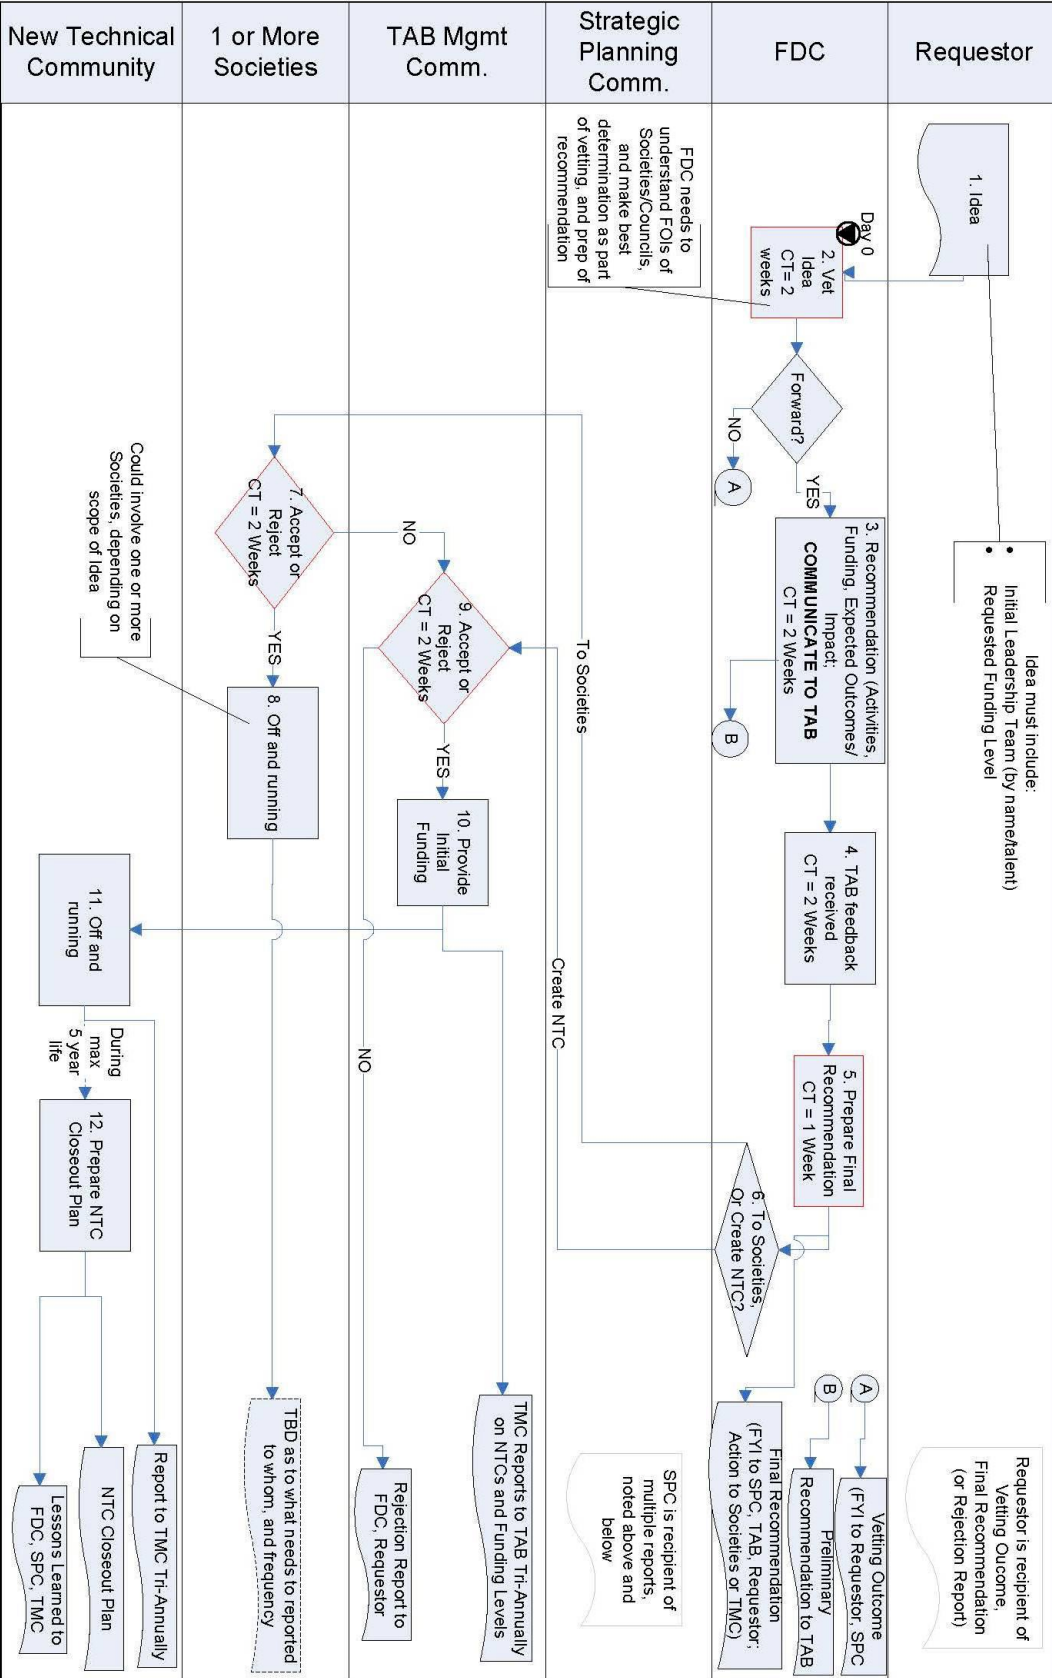 New Technical
Community
1 or More
Societies
TAB Mgmt
Comm.
Strategic
Planning
Comm.
FDC
Requestor
1. Idea
Idea must include:
• Initial Leadership Team (by name/talent)
• Requested Funding Level
Requestor is recipient of
Vetting Outcome,
Final Recommendation
(or Rejection Report)
Day 0
2. Vet
Idea
CT= 2
weeks
Forward?
NO
A
YES
3. Recommendation (Activities,
Funding, Expected Outcomes/
Impact;
COMMUNICATE TO TAB
CT = 2 Weeks
B
4. TAB feedback
received
CT = 2 Weeks
5. Prepare Final
Recommendation
CT = 1 Week
6. To Societies,
Or Create NTC?
A
Vetting Outcome
(FYI to Requestor, SPC
B
Preliminary
Recommendation to TAB
Final Recommendation
(FYI to SPC, TAB, Requestor;
Action to Societies or TMC)
FDC needs to
understand FOIs of
Societies/Councils,
and make best
determination as part
of vetting, and prep of
recommendation
To Societies
Create NTC
SPC is recipient of
multiple reports,
noted above and
below
NO
9. Accept or
Reject
CT = 2 Weeks
YES
10. Provide
Initial
Funding
NO
TMC Reports to TAB Tri-Annually
on NTCs and Funding Levels
Rejection Report to
FDC, Requestor
7. Accept or
Reject
CT = 2 Weeks
YES
8. Off and running
TBD as to what needs to reported
to whom, and frequency
Could involve one or more
Societies, depending on
scope of Idea
11. Off and
running
During
max
5 year
life
12. Prepare NTC
Closeout Plan
Report to TMC Tri-Annually
NTC Closeout Plan
Lessons Learned to
FDC, SPC, TMC